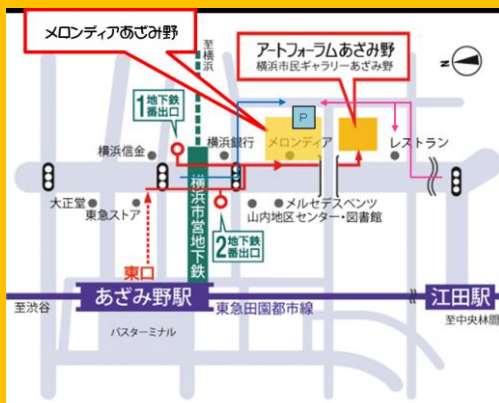 メロンディアあざみ野
至横浜
アートフォーラムあざみ野
横浜市民ギャラリーあざみ野
N
1地下鉄
番出口
P
横浜信金
横浜銀行
メロンディア
レストラン
大正堂
東急ストア
横浜市営地下鉄
メルセデスベンツ
山内地区センター・図書館
2地下鉄
番出口
東口
あざみ野駅
東急田園都市線
江田駅
至渋谷
至中央林間
バスターミナル